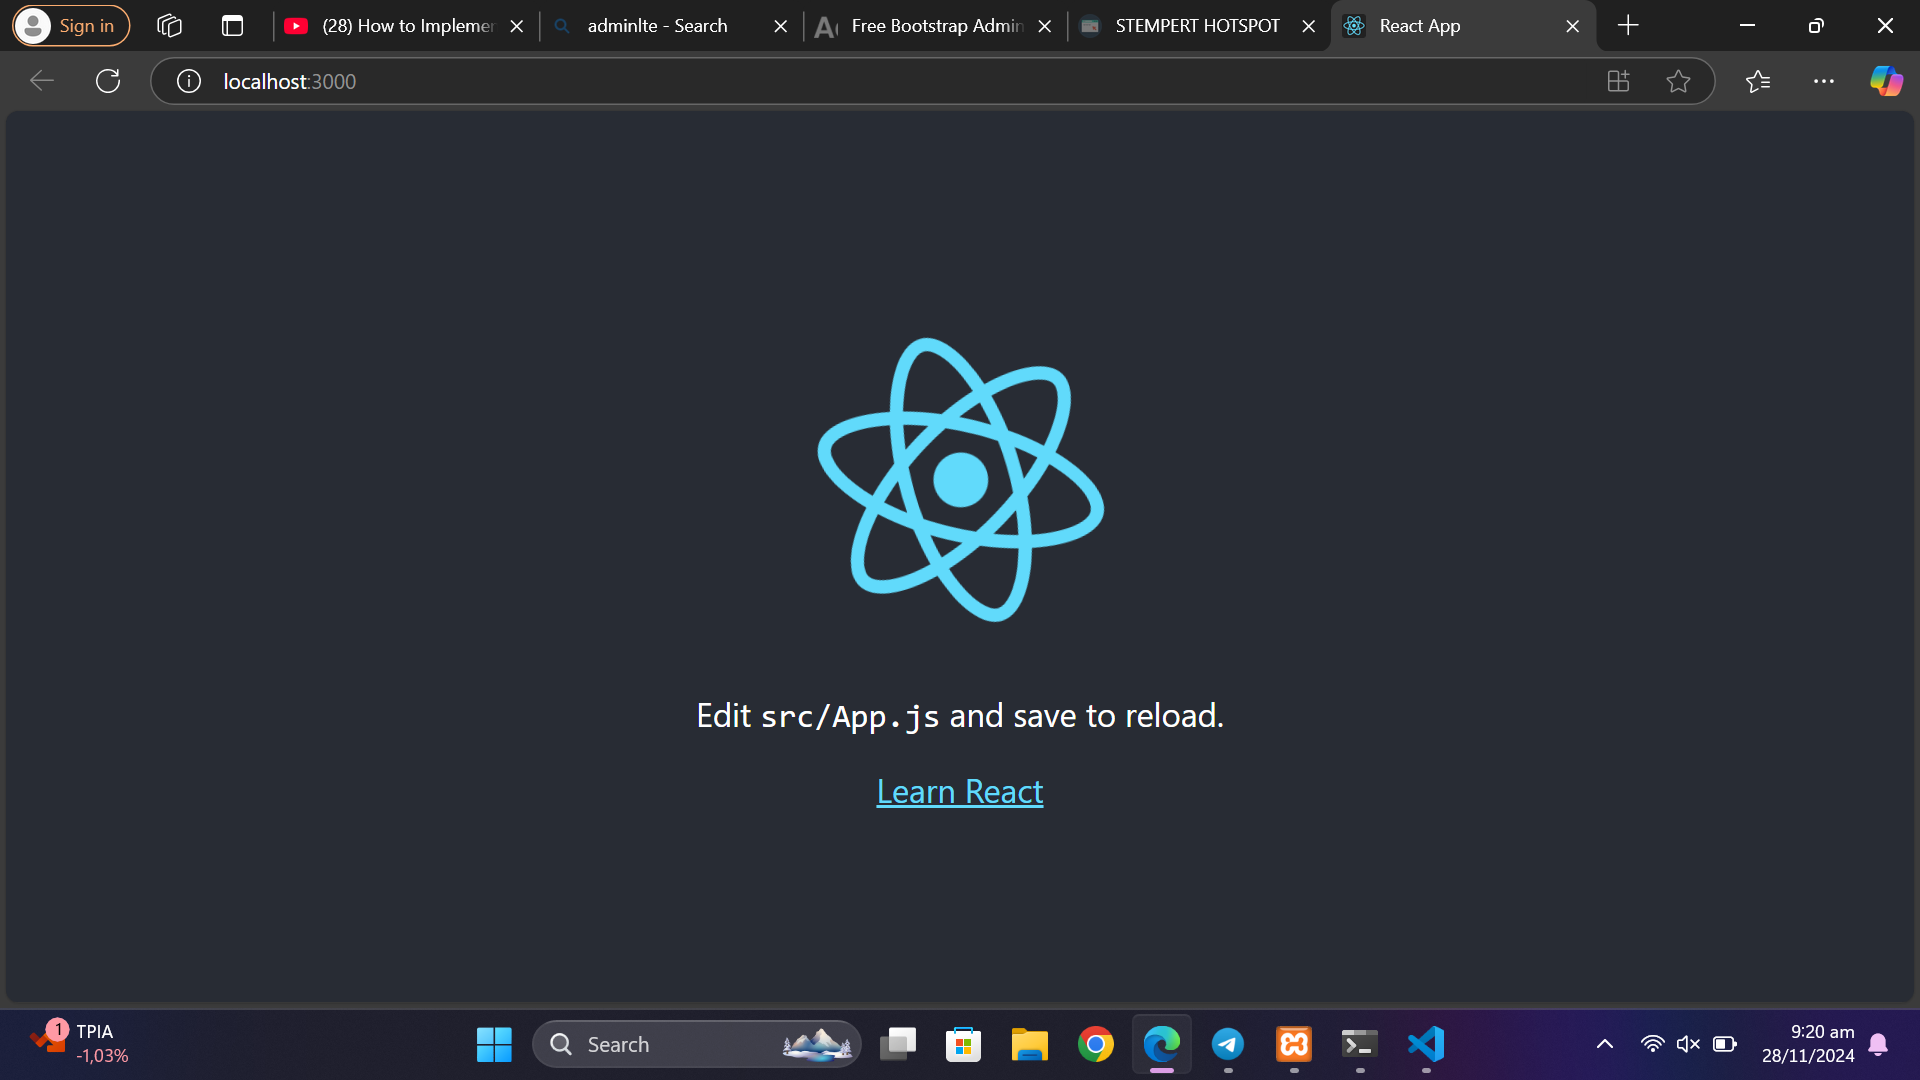 Sign in
(28) How to Implemen
adminlte - Search
Free Bootstrap Admin
STEMPERT HOTSPOT
React App
localhost:3000
Edit src/App.js and save to reload.
Learn React
1
TPIA
-1,03%
Search
9:20 am
28/11/2024